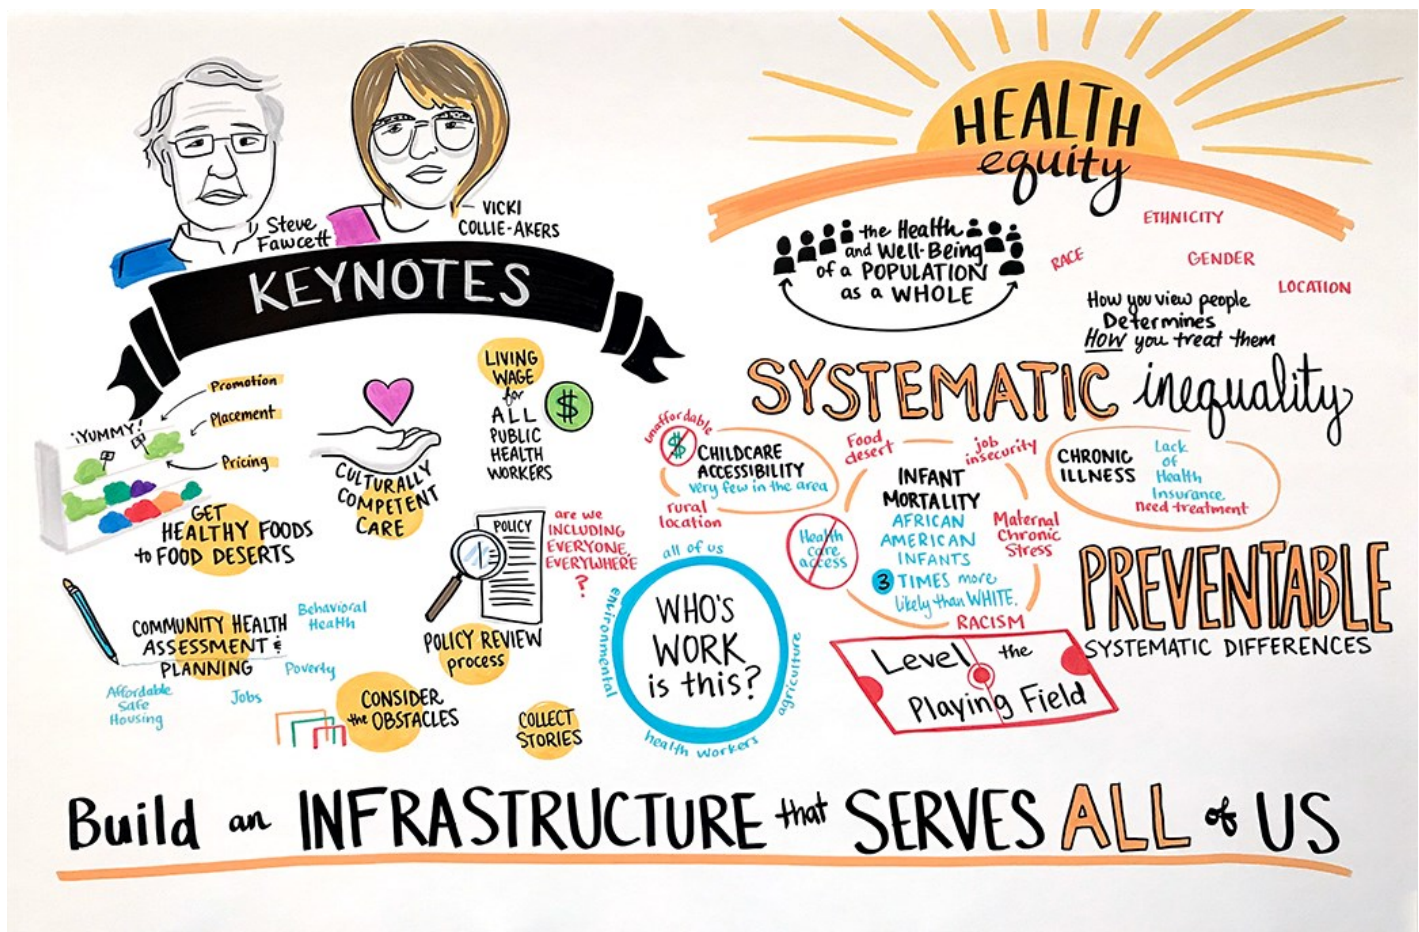 Steve
Fawcett
VICKI
COLLIE-AKERS
KEYNOTES
Promotion
Placement
Pricing
¡YUMMY!
GET
HEALTHY FOODS
to FOOD DESERTS
CULTURALLY
COMPETENT
CARE
LIVING
WAGE
for
ALL
PUBLIC
HEALTH
WORKERS
$
POLICY
are we
INCLUDING
EVERYONE,
EVERYWHERE
?
POLICY REVIEW
process
COMMUNITY HEALTH
ASSESSMENT &
PLANNING
Behavioral
Health
Poverty
Jobs
Affordable
Safe
Housing
CONSIDER
the OBSTACLES
COLLECT
STORIES
HEALTH
equity
the Health
and Well-Being
of a POPULATION
as a WHOLE
ETHNICITY
RACE
GENDER
LOCATION
How you view people
Determines
HOW you treat them
SYSTEMATIC inequality
unaffordable
$
CHILDCARE
ACCESSIBILITY
very few in the area
rural
location
Food
desert
job
insecurity
INFANT
MORTALITY
AFRICAN
AMERICAN
INFANTS
3 TIMES more
likely than WHITE.
Health
care
access
Maternal
Chronic
Stress
RACISM
CHRONIC
ILLNESS
Lack
of
Health
Insurance
need treatment
PREVENTABLE
SYSTEMATIC DIFFERENCES
all of us
environmental
WHO'S
WORK
is this?
agriculture
health workers
Level the
Playing Field
Build an INFRASTRUCTURE that SERVES ALL of US